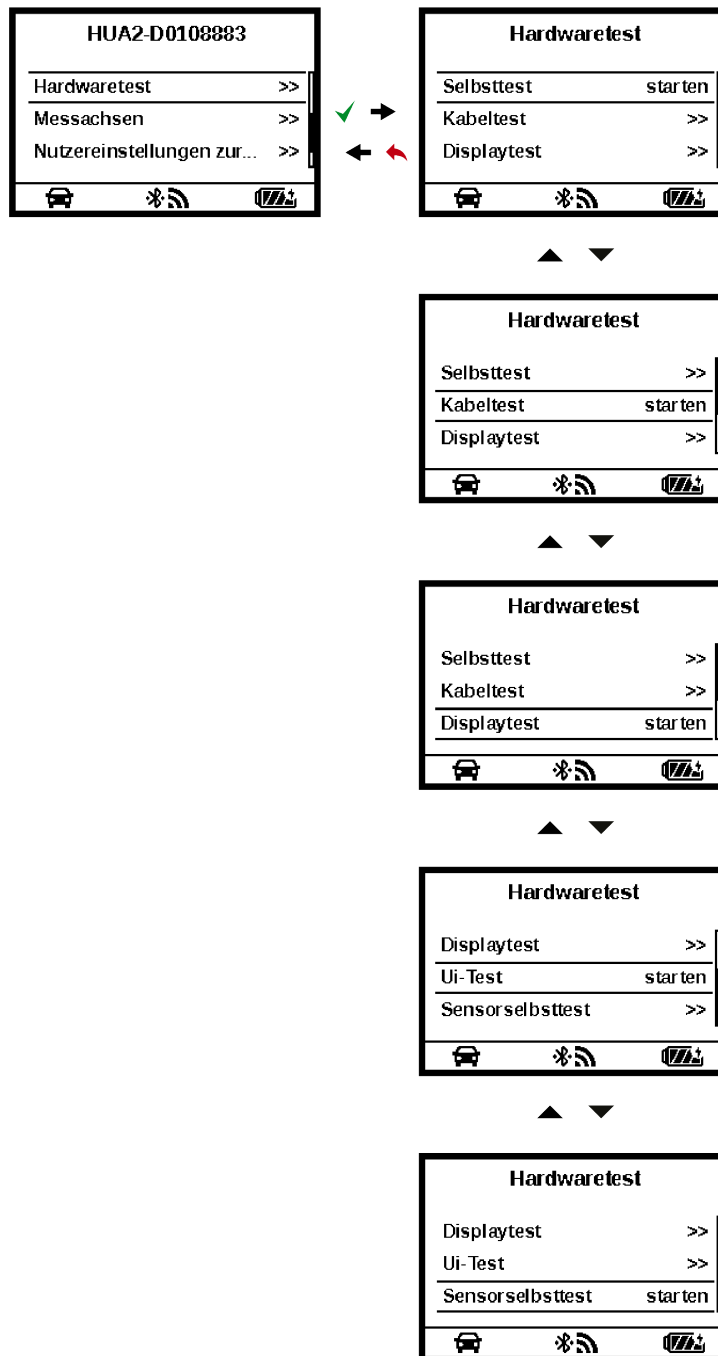 HUA2-D0108883
Hardwaretest >>
Messachsen >>
Nutzereinstellungen zur... >>
Hardwaretest
Selbsttest starten
Kabeltest >>
Displaytest >>
Hardwaretest
Selbsttest >>
Kabeltest starten
Displaytest >>
Hardwaretest
Selbsttest >>
Kabeltest >>
Displaytest starten
Hardwaretest
Displaytest >>
Ui-Test starten
Sensorselbsttest >>
Hardwaretest
Displaytest >>
Ui-Test >>
Sensorselbsttest starten